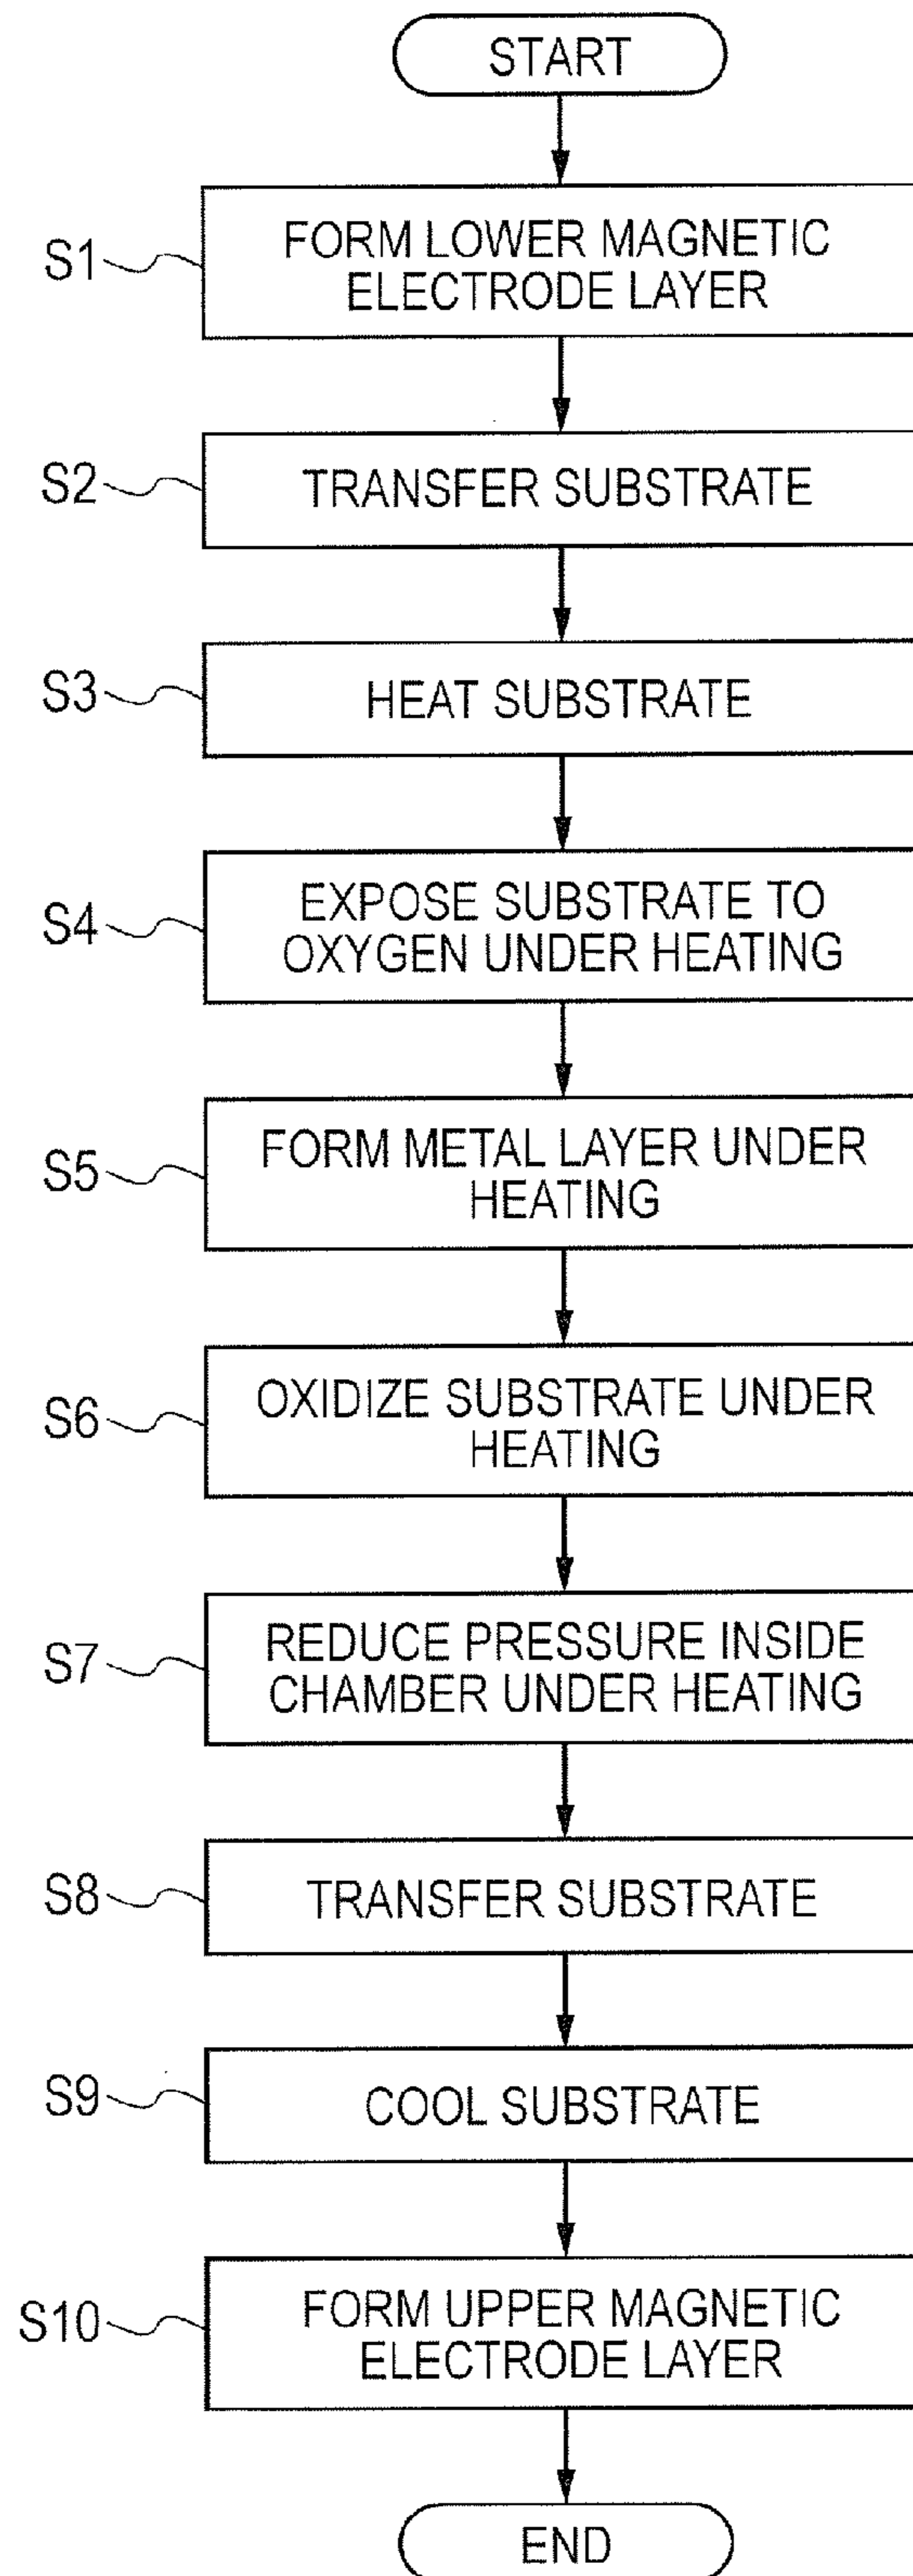 START
S1
FORM LOWER MAGNETIC
ELECTRODE LAYER
S2
TRANSFER SUBSTRATE
S3
HEAT SUBSTRATE
S4
EXPOSE SUBSTRATE TO
OXYGEN UNDER HEATING
S5
FORM METAL LAYER UNDER
HEATING
S6
OXIDIZE SUBSTRATE UNDER
HEATING
S7
REDUCE PRESSURE INSIDE
CHAMBER UNDER HEATING
S8
TRANSFER SUBSTRATE
S9
COOL SUBSTRATE
S10
FORM UPPER MAGNETIC
ELECTRODE LAYER
END